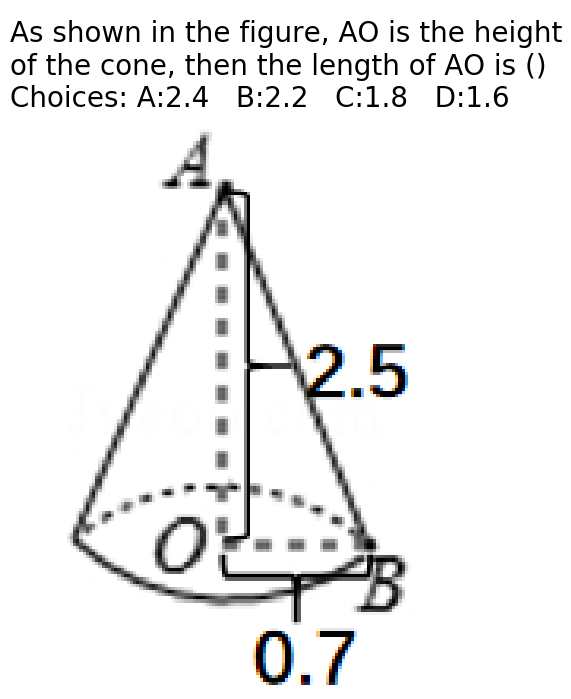 As shown in the figure, AO is the height
of the cone, then the length of AO is ()
Choices: A:2.4 B:2.2 C:1.8 D:1.6
A
2.5
O
B
0.7